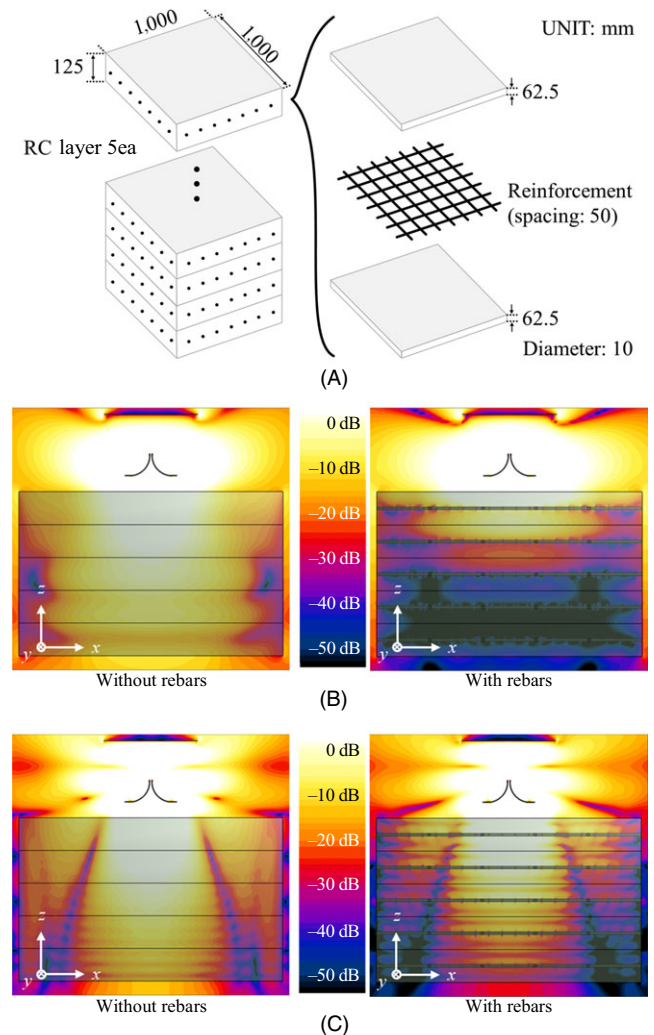 1,000
1,000
125
RC layer 5ea
UNIT: mm
62.5
Reinforcement
(spacing: 50)
62.5
Diameter: 10
(A)
0 dB
−10 dB
−20 dB
−30 dB
−40 dB
−50 dB
z
y
x
z
y
x
Without rebars
With rebars
(B)
0 dB
−10 dB
−20 dB
−30 dB
−40 dB
−50 dB
z
y
x
z
y
x
Without rebars
With rebars
(C)